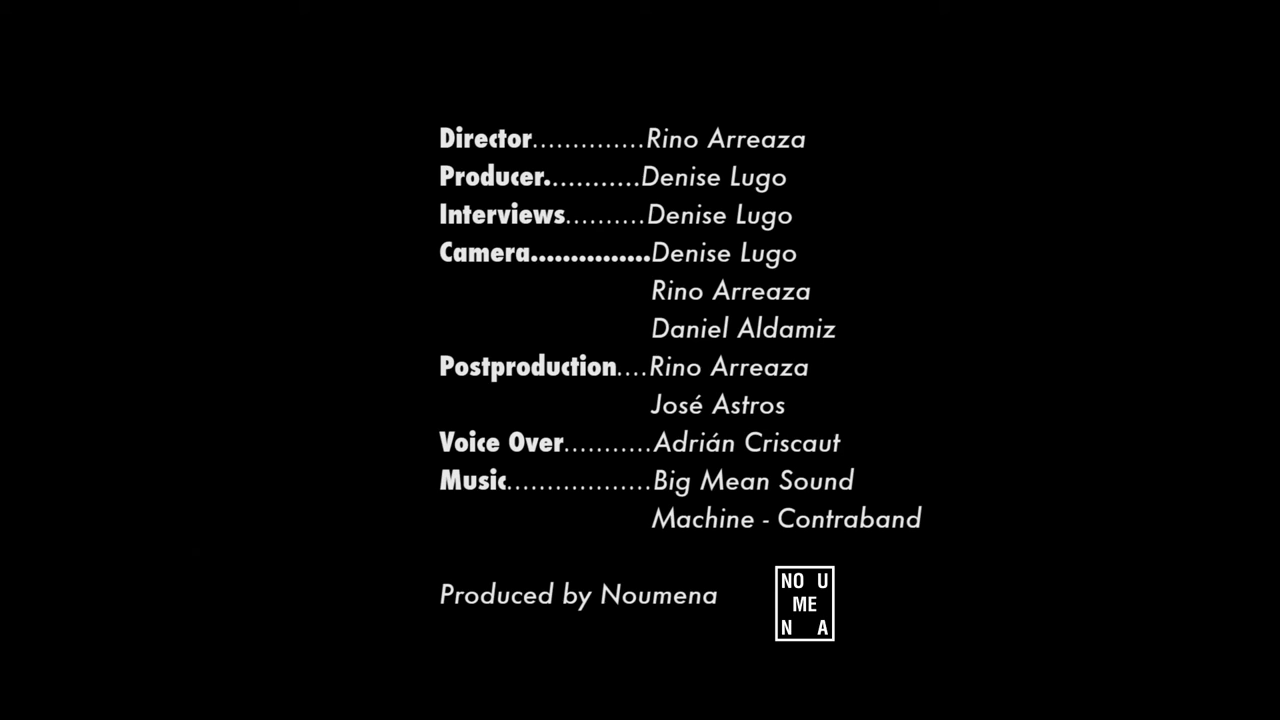 Director..............Rino Arreaza
Producer............Denise Lugo
Interviews..........Denise Lugo
Camera...............Denise Lugo
Rino Arreaza
Daniel Aldamiz
Postproduction....Rino Arreaza
José Astros
Voice Over...........Adrián Criscaut
Music..................Big Mean Sound
Machine - Contraband
Produced by Noumena
NO U
ME
N A